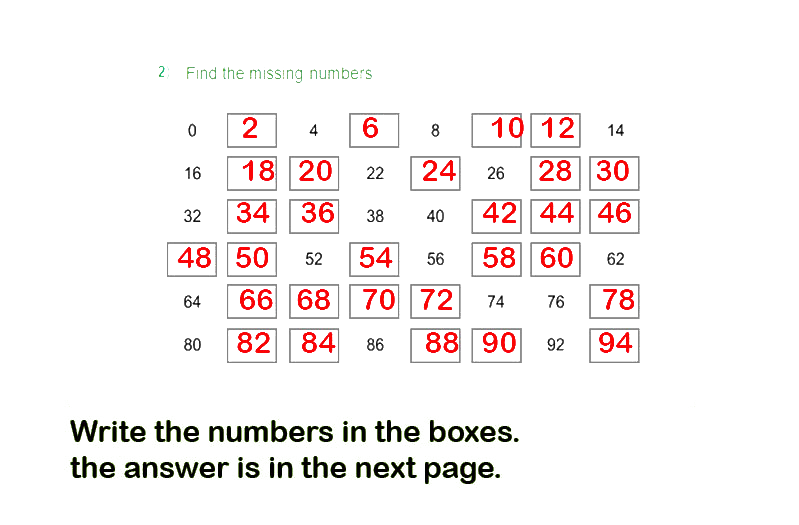 2 Find the missing numbers
0 2 4 6 8 10 12 14
16 18 20 22 24 26 28 30
32 34 36 38 40 42 44 46
48 50 52 54 56 58 60 62
64 66 68 70 72 74 76 78
80 82 84 86 88 90 92 94
Write the numbers in the boxes.
the answer is in the next page.